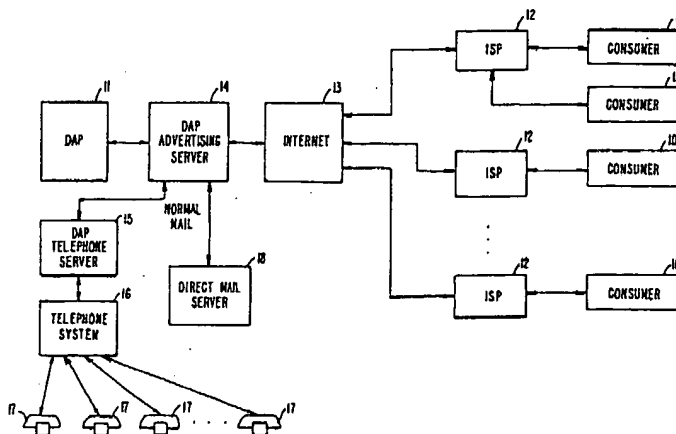 12
ISP
CONSUMER
11
14
13
DAP
DAP
ADVERTISING
SERVER
INTERNET
CONSUMER
12
10
ISP
CONSUMER
NORMAL
MAIL
15
DAP TELEPHONE
SERVER
18
DIRECT MAIL
SERVER
16
TELEPHONE
SYSTEM
12
ISP
CONSUMER
17
17
17
17